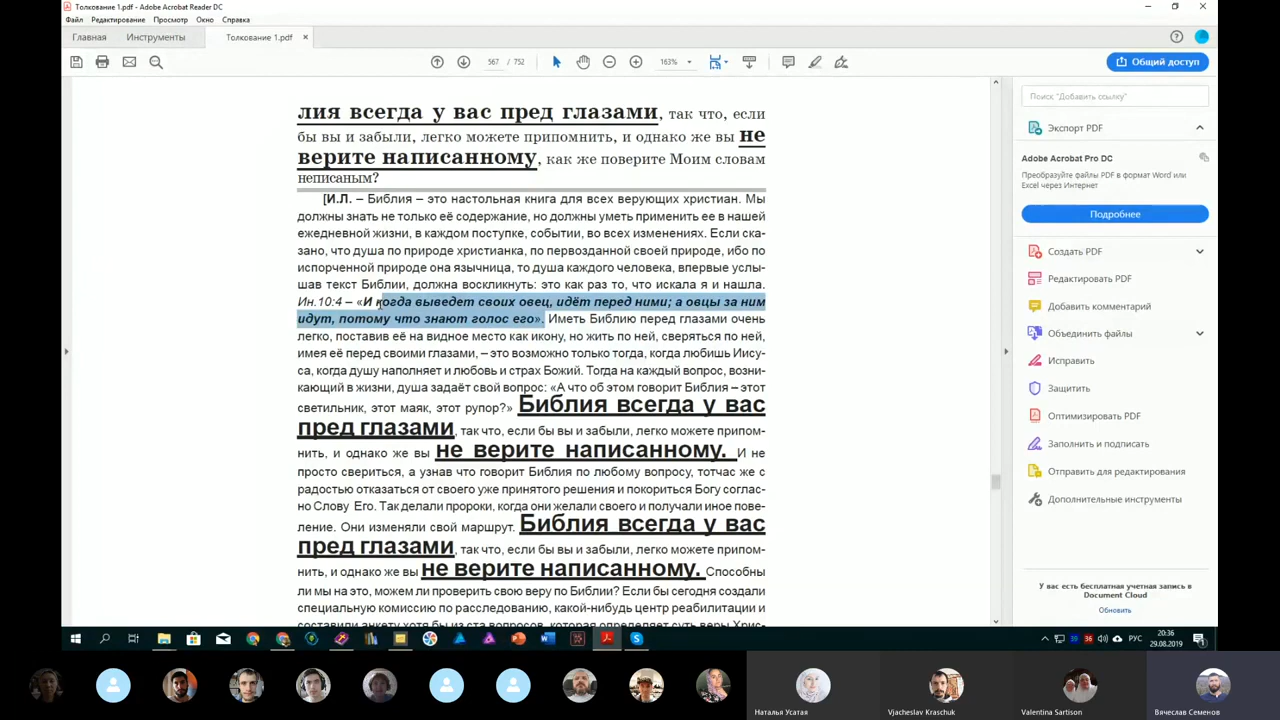 Толкование 1.pdf - Adobe Acrobat Reader DC
Файл Редактирование Просмотр Окно Справка
Главная Инструменты Толкование 1.pdf ×
567 / 752 163% Общий доступ
лия всегда у вас пред глазами, так что, если
бы вы и забыли, легко можете припомнить, и однако же вы не
верите написанному, как же поверите Моим словам
неписаным?
[И.Л. – Библия – это настольная книга для всех верующих христиан. Мы
должны знать не только её содержание, но должны уметь применить ее в нашей
ежедневной жизни, в каждом поступке, событии, во всех изменениях. Если ска-
зано, что душа по природе христианка, по первозданной своей природе, ибо по
испорченной природе она язычница, то душа каждого человека, впервые услы-
шав текст Библии, должна воскликнуть: это как раз то, что искала я и нашла.
Ин.10:4 – «И когда выведет своих овец, идёт перед ними; а овцы за ним
идут, потому что знают голос его». Иметь Библию перед глазами очень
легко, поставив её на видное место как икону, но жить по ней, сверяться по ней,
имея её перед своими глазами, – это возможно только тогда, когда любишь Иису-
са, когда душу наполняет и любовь и страх Божий. Тогда на каждый вопрос, возни-
кающий в жизни, душа задаёт свой вопрос: «А что об этом говорит Библия – этот
светильник, этот маяк, этот рупор?» Библия всегда у вас
пред глазами, так что, если бы вы и забыли, легко можете припом-
нить, и однако же вы не верите написанному. И не
просто свериться, а узнав что говорит Библия по любому вопросу, тотчас же с
радостью отказаться от своего уже принятого решения и покориться Богу соглас-
но Слову Его. Так делали пророки, когда они желали своего и получали иное пове-
ление. Они изменяли свой маршрут. Библия всегда у вас
пред глазами, так что, если бы вы и забыли, легко можете припом-
нить, и однако же вы не верите написанному. Способны
ли мы на это, можем ли проверить свою веру по Библии? Если бы сегодня создали
специальную комиссию по расследованию, какой-нибудь центр реабилитации и
составили анкету хотя бы из ста вопросов, которая определяет суть веры Хрис-
Поиск "Добавить ссылку"
Экспорт PDF
Adobe Acrobat Pro DC
Преобразуйте файлы PDF в формат Word или
Excel через Интернет
Подробнее
Создать PDF
Редактировать PDF
Добавить комментарий
Объединить файлы
Исправить
Защитить
Оптимизировать PDF
Заполнить и подписать
Отправить для редактирования
Дополнительные инструменты
У вас есть бесплатная учетная запись в
Document Cloud
Обновить
39 36 РУС 20:36
29.08.2019
Наталья Усатая Vjacheslav Kraschuk Valentina Sartison Вячеслав Семенов